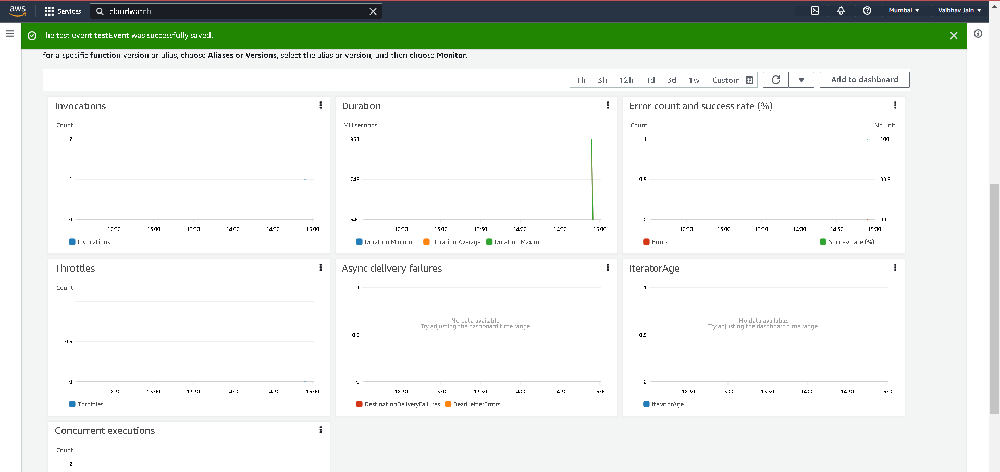 aws Services cloudwatch Mumbai ▼ Vaibhav Jain ▼
The test event testEvent was successfully saved.
for a specific function version or alias, choose Aliases or Versions, select the alias or version, and then choose Monitor.
1h 3h 12h 1d 3d 1w Custom Add to dashboard
Invocations
Count
2
1
0
12:30 13:00 13:30 14:00 14:30 15:00
Invocations
Duration
Milliseconds
951
746
540
12:30 13:00 13:30 14:00 14:30 15:00
Duration Minimum Duration Average Duration Maximum
Error count and success rate (%)
Count No unit
1 100
0.5 99.5
0 99
12:30 13:00 13:30 14:00 14:30 15:00
Errors Success rate (%)
Throttles
Count
1
0.5
0
12:30 13:00 13:30 14:00 14:30 15:00
Throttles
Async delivery failures
1
No data available.
Try adjusting the dashboard time range.
0.5
0
12:30 13:00 13:30 14:00 14:30 15:00
DestinationDeliveryFailures DeadLetterErrors
IteratorAge
1
No data available.
Try adjusting the dashboard time range.
0.5
0
12:30 13:00 13:30 14:00 14:30 15:00
IteratorAge
Concurrent executions
Count
2